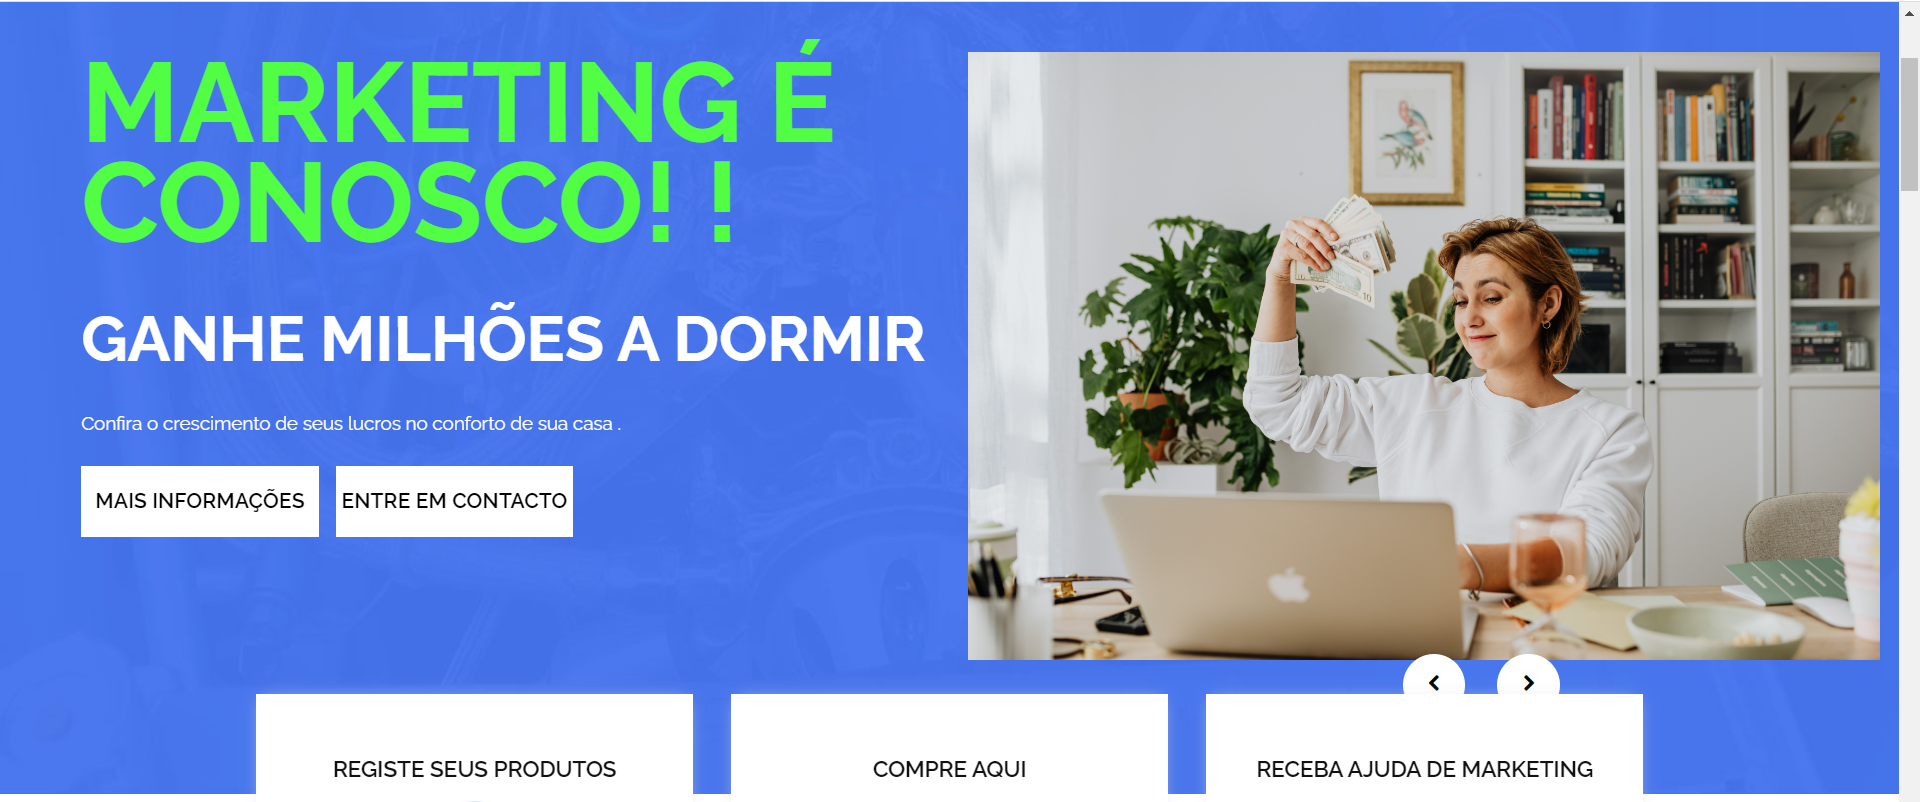 MARKETING É
CONOSCO! !
GANHE MILHÕES A DORMIR
Confira o crescimento de seus lucros no conforto de sua casa .
MAIS INFORMAÇÕES
ENTRE EM CONTACTO
REGISTE SEUS PRODUTOS
COMPRE AQUI
RECEBA AJUDA DE MARKETING